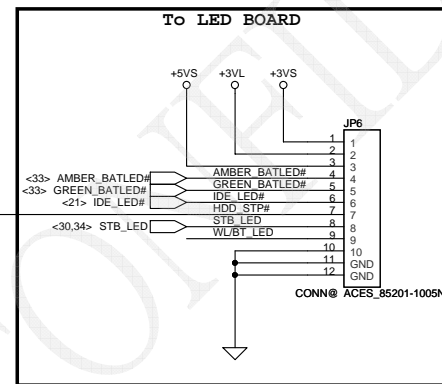 To LED BOARD
+5VS +3VL +3VS
JP6
1 1
2 2
3 3
<33> AMBER_BATLED# AMBER_BATLED# 4 4
<33> GREEN_BATLED# GREEN_BATLED# 5 5
<21> IDE_LED# IDE_LED# 6 6
HDD_STP# 7 7
<30,34> STB_LED STB_LED 8 8
WL/BT_LED 9 9
10 10
11 GND
12 GND
CONN@ ACES_85201-1005N